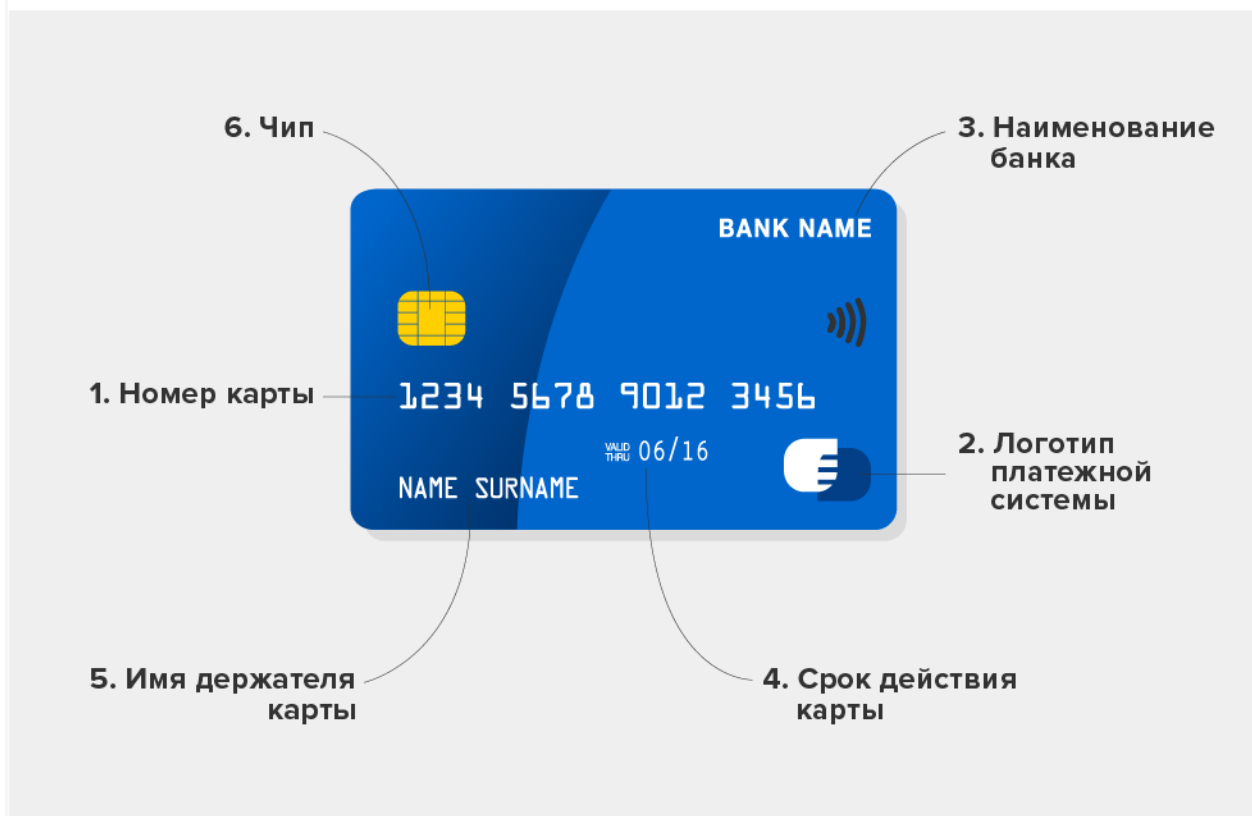 6. Чип
3. Наименование
банка
BANK NAME
1. Номер карты
1234 5678 9012 3456
VALID
THRU
06/16
2. Логотип
платежной
системы
NAME SURNAME
5. Имя держателя
карты
4. Срок действия
карты